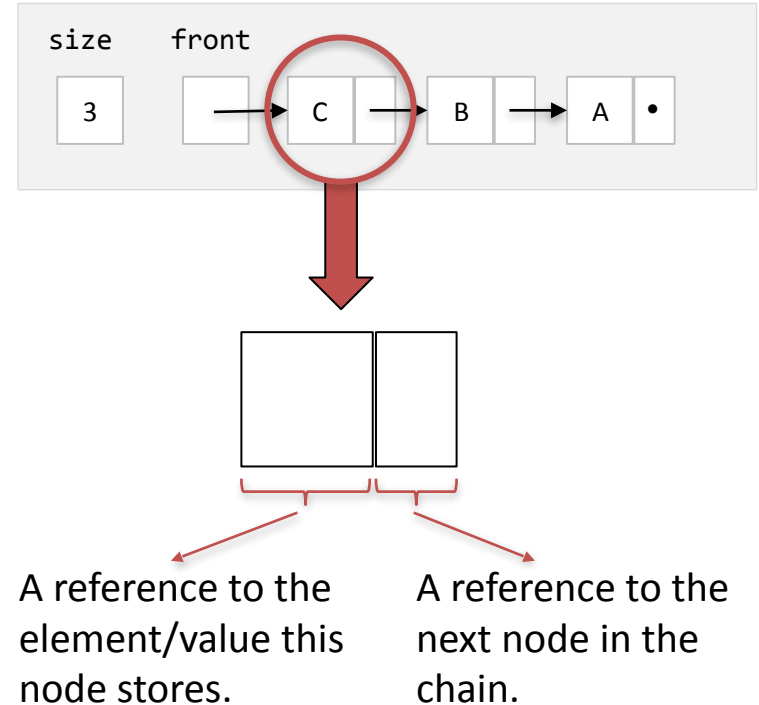 size front
3 C B A •
A reference to the
element/value this
node stores.
A reference to the
next node in the
chain.